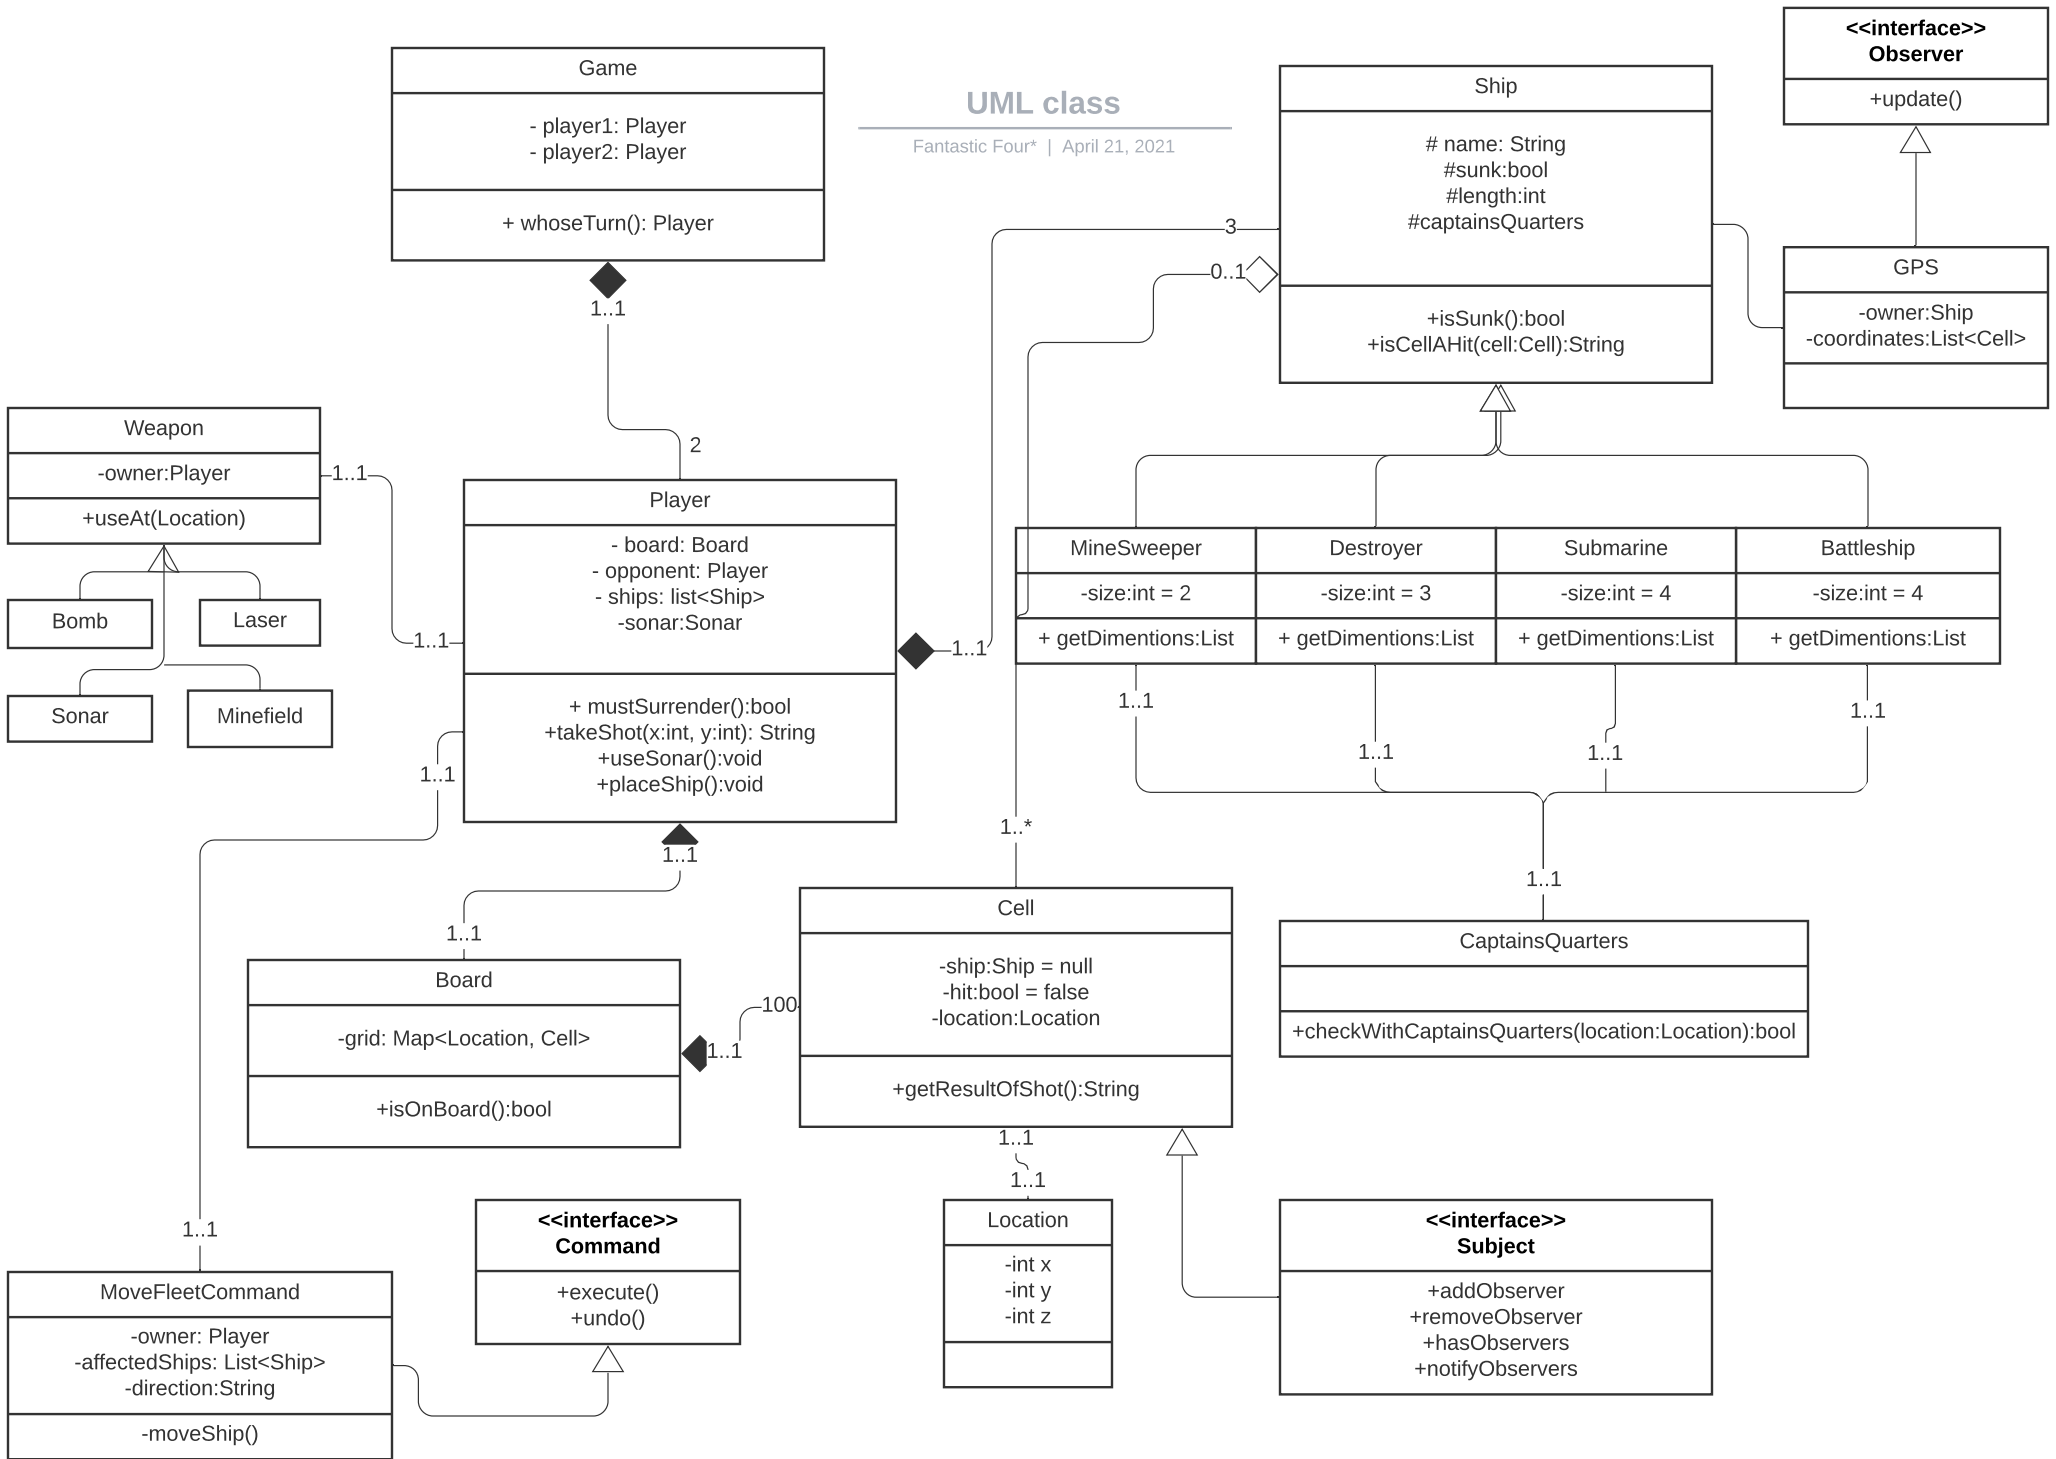 <<interface>>
Observer
+update()
Game
- player1: Player
- player2: Player
+ whoseTurn(): Player
1..1
2
UML class
Fantastic Four*  |  April 21, 2021
Ship
# name: String
#sunk:bool
#length:int
#captainsQuarters
+isSunk():bool
+isCellAHit(cell:Cell):String
3
0..1
GPS
-owner:Ship
-coordinates:List<Cell>
Weapon
-owner:Player
+useAt(Location)
1..1
1..1
Bomb
Laser
Sonar
Minefield
Player
- board: Board
- opponent: Player
- ships: list<Ship>
-sonar:Sonar
+ mustSurrender():bool
+takeShot(x:int, y:int): String
+useSonar():void
+placeShip():void
1..1
1..1
1..1
MineSweeper
-size:int = 2
+ getDimentions:List
Destroyer
-size:int = 3
+ getDimentions:List
Submarine
-size:int = 4
+ getDimentions:List
Battleship
-size:int = 4
+ getDimentions:List
1..1
1..1
1..1
1..1
1..*
1..1
1..1
Board
-grid: Map<Location, Cell>
+isOnBoard():bool
1..1
100
Cell
-ship:Ship = null
-hit:bool = false
-location:Location
+getResultOfShot():String
CaptainsQuarters
+checkWithCaptainsQuarters(location:Location):bool
1..1
1..1
1..1
MoveFleetCommand
-owner: Player
-affectedShips: List<Ship>
-direction:String
-moveShip()
<<interface>>
Command
+execute()
+undo()
Location
-int x
-int y
-int z
<<interface>>
Subject
+addObserver
+removeObserver
+hasObservers
+notifyObservers